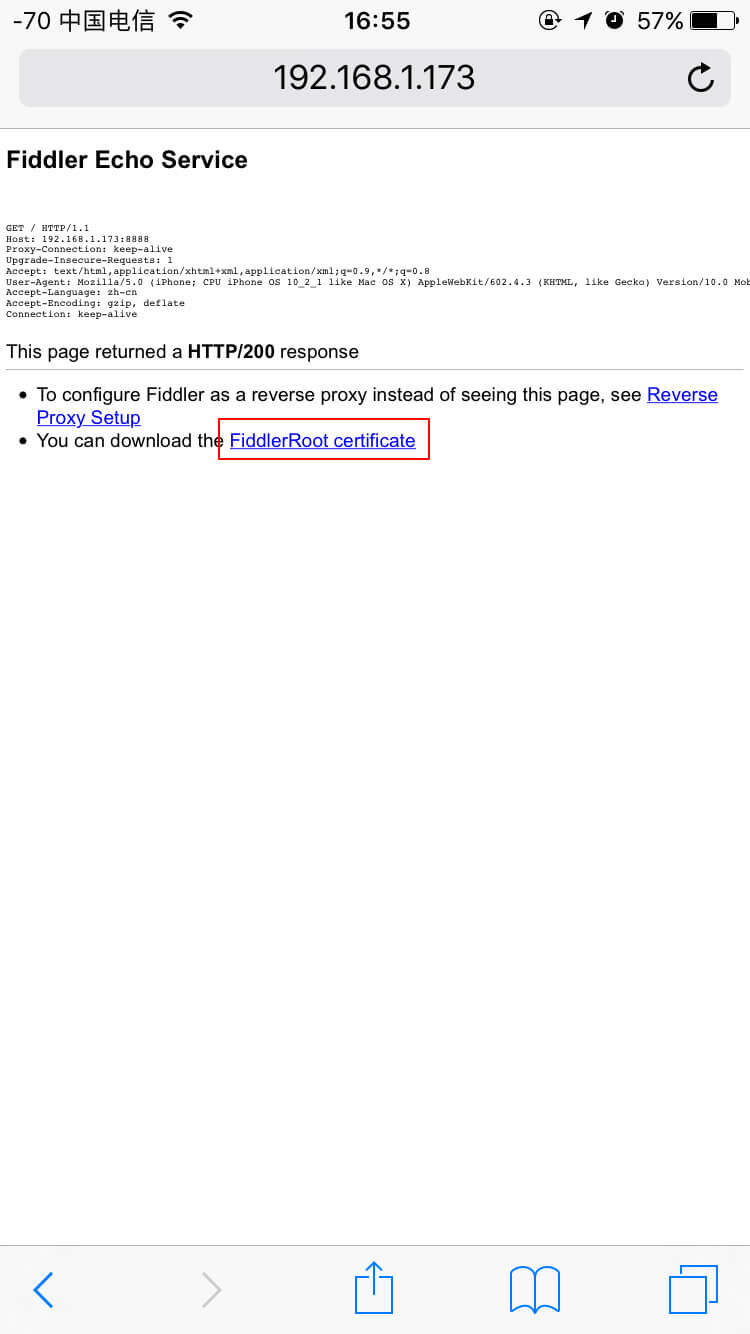 -70 中国电信 16:55 57%
192.168.1.173
Fiddler Echo Service
GET / HTTP/1.1
Host: 192.168.1.173:8888
Proxy-Connection: keep-alive
Upgrade-Insecure-Requests: 1
Accept: text/html,application/xhtml+xml,application/xml;q=0.9,*/*;q=0.8
User-Agent: Mozilla/5.0 (iPhone; CPU iPhone OS 10_2_1 like Mac OS X) AppleWebKit/602.4.3 (KHTML, like Gecko) Version/10.0 Mob
Accept-Language: zh-cn
Accept-Encoding: gzip, deflate
Connection: keep-alive
This page returned a HTTP/200 response
• To configure Fiddler as a reverse proxy instead of seeing this page, see Reverse
Proxy Setup
• You can download the FiddlerRoot certificate